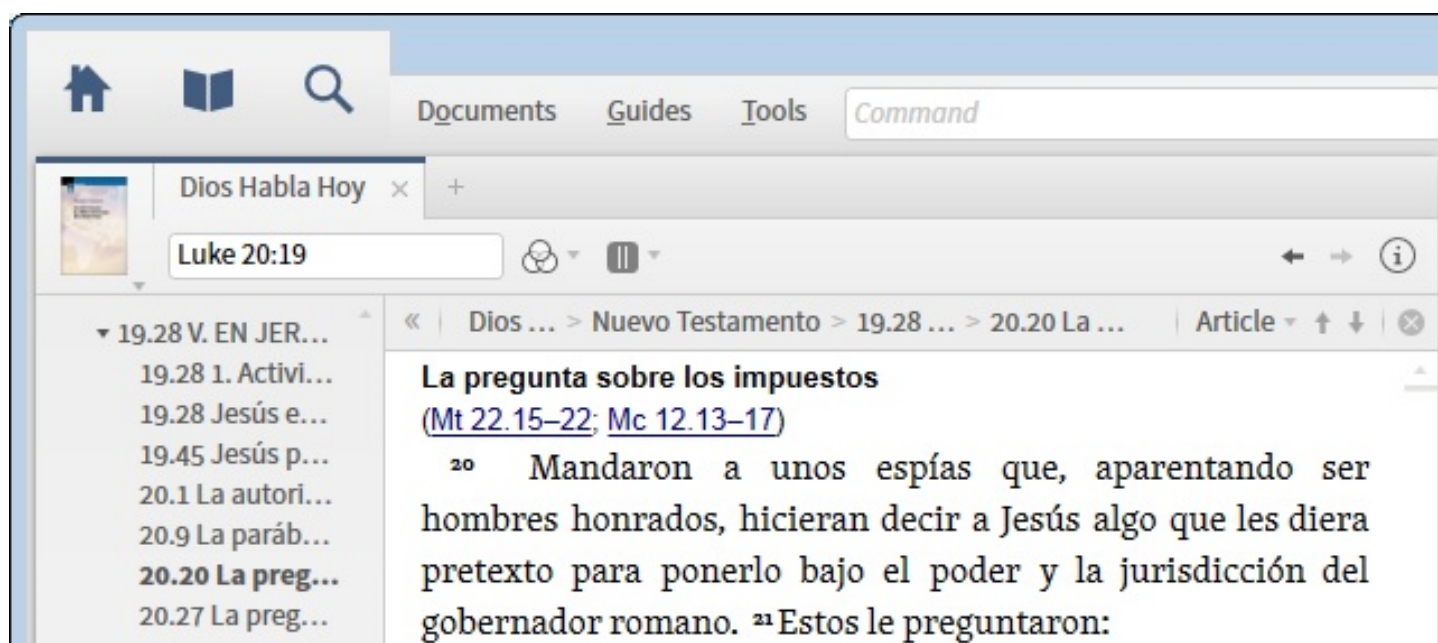 Documents Guides Tools Command
Dios Habla Hoy × +
Luke 20:19
« Dios ... > Nuevo Testamento > 19.28 ... > 20.20 La ... Article
19.28 V. EN JER...
19.28 1. Activi...
19.28 Jesús e...
19.45 Jesús p...
20.1 La autori...
20.9 La paráb...
20.20 La preg...
20.27 La preg...
La pregunta sobre los impuestos
(Mt 22.15–22; Mc 12.13–17)
20 Mandaron a unos espías que, aparentando ser
hombres honrados, hicieran decir a Jesús algo que les diera
pretexto para ponerlo bajo el poder y la jurisdicción del
gobernador romano. 21 Estos le preguntaron: